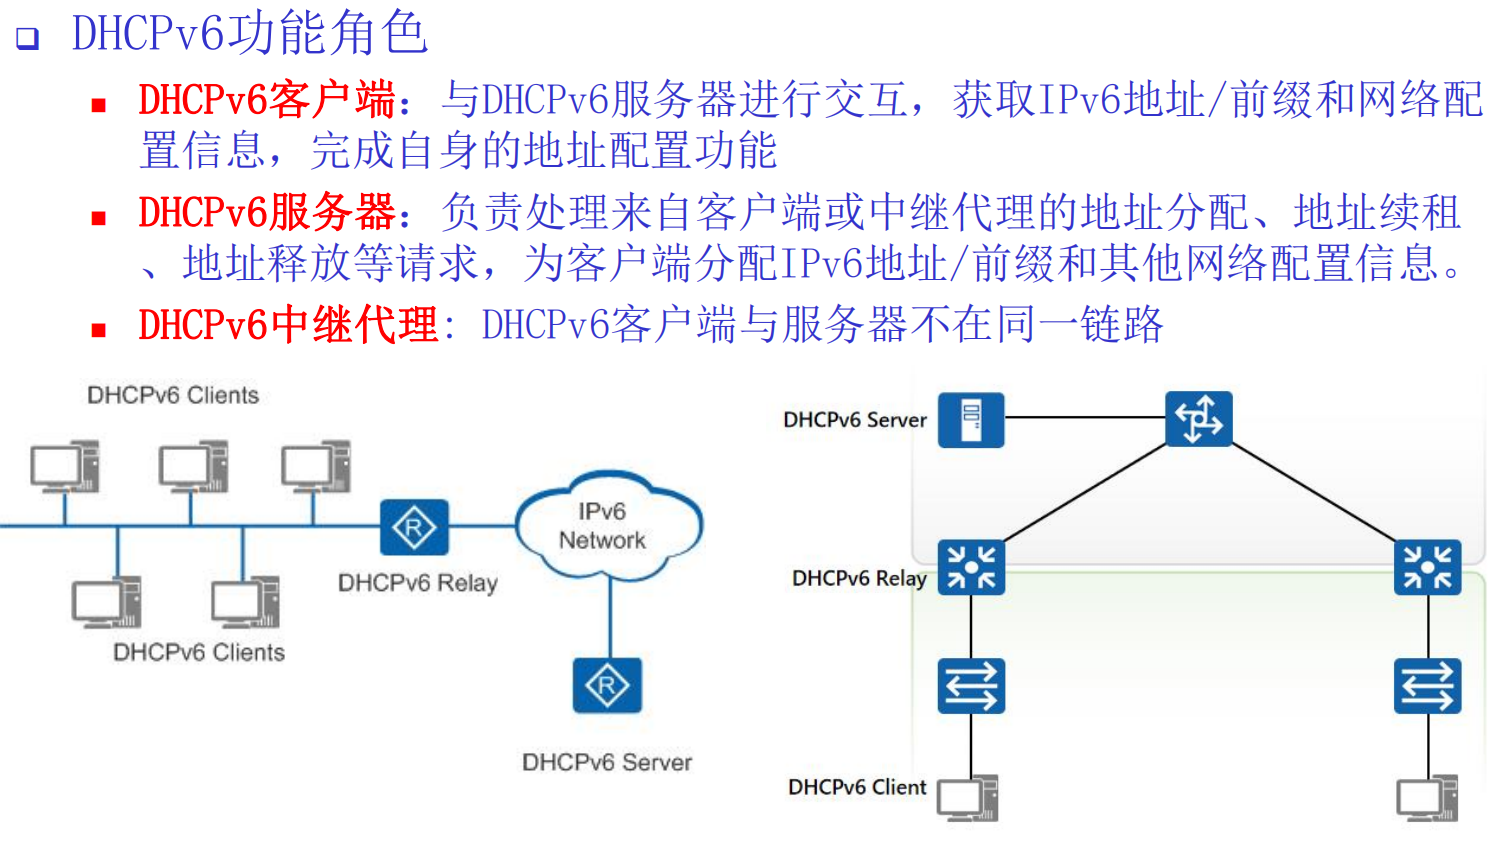 DHCPv6功能角色
DHCPv6客户端：与DHCPv6服务器进行交互，获取IPv6地址/前缀和网络配
置信息，完成自身的地址配置功能
DHCPv6服务器：负责处理来自客户端或中继代理的地址分配、地址续租
、地址释放等请求，为客户端分配IPv6地址/前缀和其他网络配置信息。
DHCPv6中继代理: DHCPv6客户端与服务器不在同一链路
DHCPv6 Clients
IPv6
Network
R
DHCPv6 Relay
DHCPv6 Clients
R
DHCPv6 Server
DHCPv6 Server
DHCPv6 Relay
DHCPv6 Client